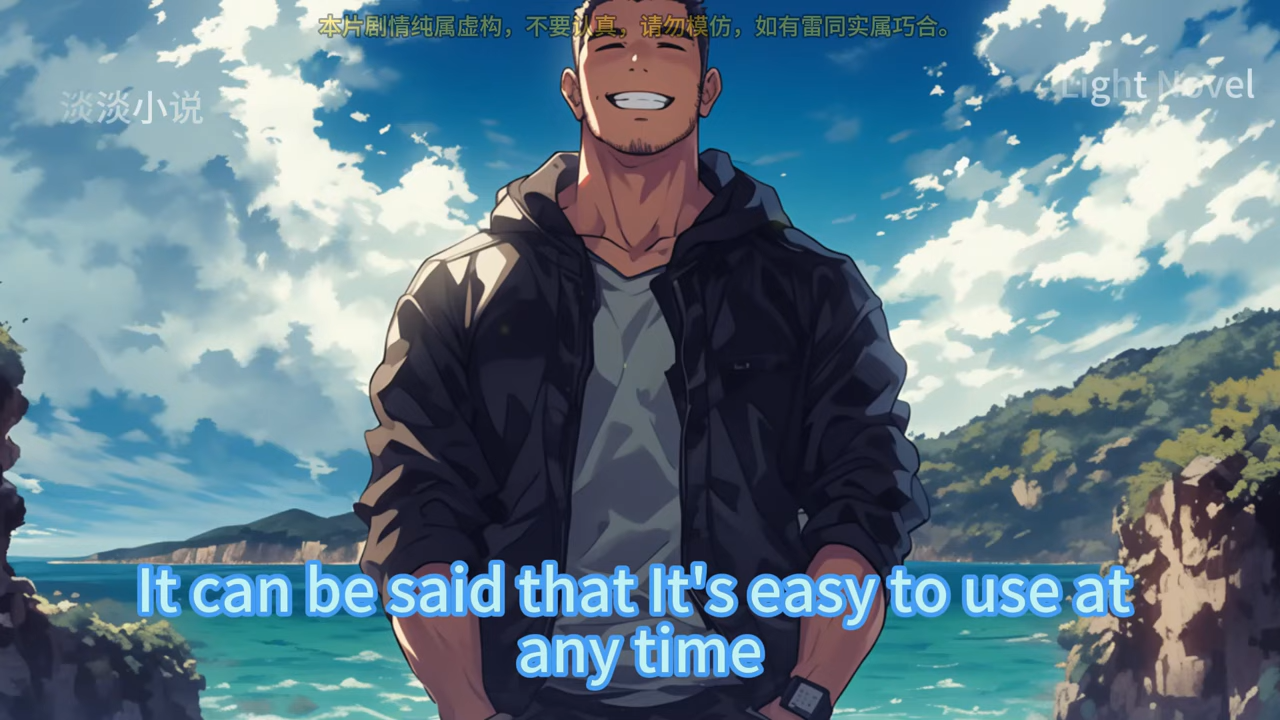 本片剧情纯属虚构，不要认真，请勿模仿，如有雷同实属巧合。
淡淡小说
Light Novel
It can be said that It's easy to use at
any time